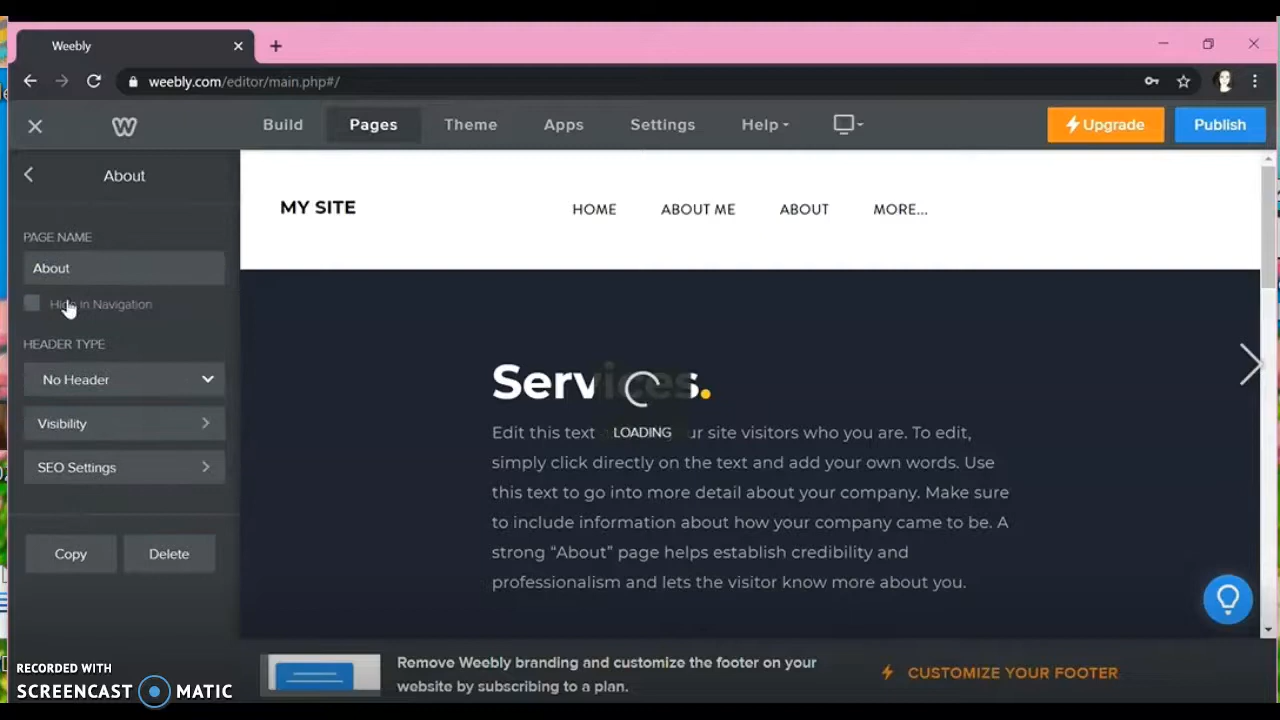 Weebly
weebly.com/editor/main.php#/
Build Pages Theme Apps Settings Help Upgrade Publish
About
PAGE NAME
About
Hide in Navigation
HEADER TYPE
No Header
Visibility
SEO Settings
Copy Delete
MY SITE HOME ABOUT ME ABOUT MORE...
Services.
LOADING
Edit this text ur site visitors who you are. To edit,
simply click directly on the text and add your own words. Use
this text to go into more detail about your company. Make sure
to include information about how your company came to be. A
strong “About” page helps establish credibility and
professionalism and lets the visitor know more about you.
Remove Weebly branding and customize the footer on your
website by subscribing to a plan.
CUSTOMIZE YOUR FOOTER
RECORDED WITH
SCREENCAST MATIC